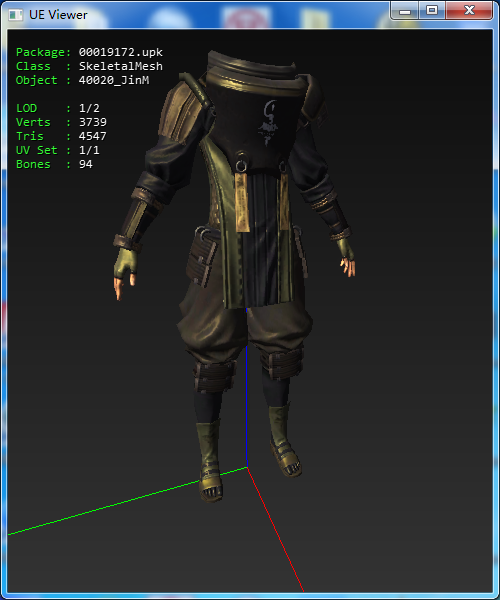 UE Viewer
Package: 00019172.upk
Class : SkeletalMesh
Object : 40020_JinM
LOD : 1/2
Verts : 3739
Tris : 4547
UV Set : 1/1
Bones : 94